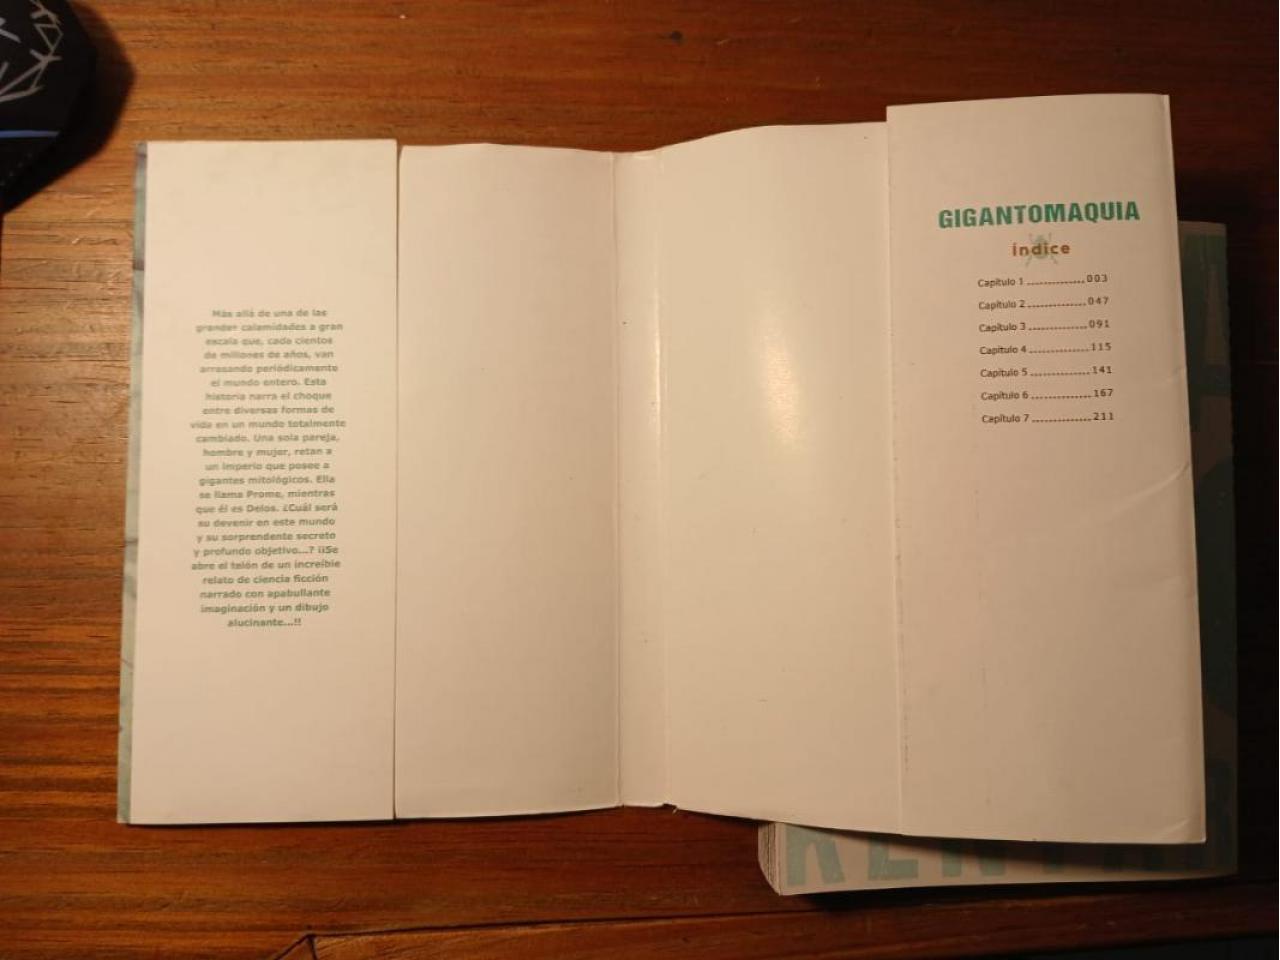 Más allá de una de las
grandes calamidades a gran
escala que, cada cientos
de millones de años, van
arrasando periódicamente
el mundo entero. Esta
historia narra el choque
entre diversas formas de
vida en un mundo totalmente
cambiado. Una sola pareja,
hombre y mujer, retan a
un imperio que posee a
gigantes mitológicos. Ella
se llama Prome, mientras
que él es Delos. ¿Cuál será
su devenir en este mundo
y su sorprendente secreto
y profundo objetivo...? ¡¡Se
abre el telón de un increíble
relato de ciencia ficción
narrado con apabullante
imaginación y un dibujo
alucinante...!!
GIGANTOMAQUIA
Índice
Capítulo 1 .............. 003
Capítulo 2 .............. 047
Capítulo 3 .............. 091
Capítulo 4 .............. 115
Capítulo 5 .............. 141
Capítulo 6 .............. 167
Capítulo 7 .............. 211